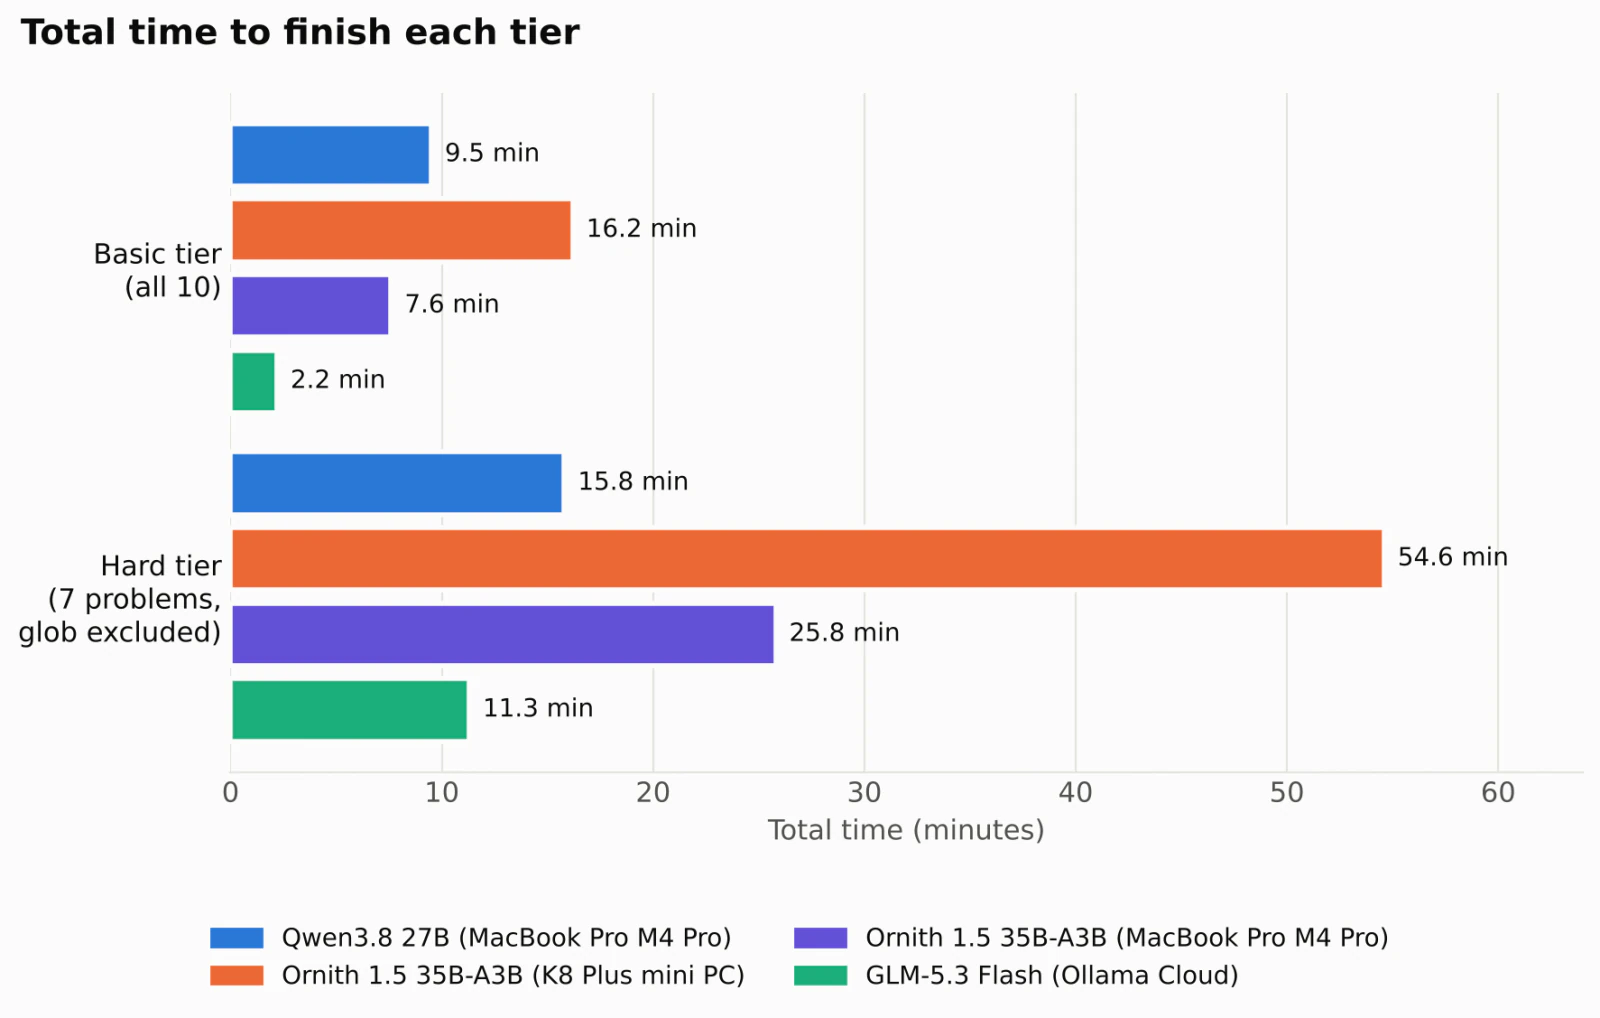 Total time to finish each tier
9.5 min
16.2 min
Basic tier
(all 10)
7.6 min
2.2 min
15.8 min
54.6 min
Hard tier
(7 problems,
glob excluded)
25.8 min
11.3 min
0 10 20 30 40 50 60
Total time (minutes)
Qwen3.8 27B (MacBook Pro M4 Pro)
Ornith 1.5 35B-A3B (K8 Plus mini PC)
Ornith 1.5 35B-A3B (MacBook Pro M4 Pro)
GLM-5.3 Flash (Ollama Cloud)